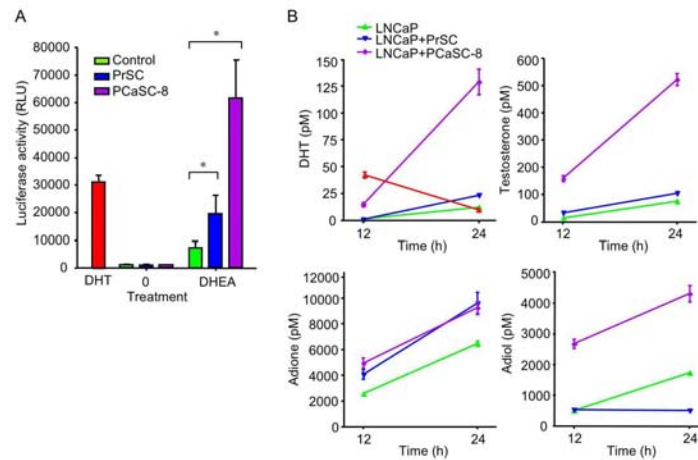 A
Luciferase activity (RLU)
80000
70000
60000
50000
40000
30000
20000
10000
0
Control
PrSC
PCaSC-8
*
*
DHT
0
DHEA
Treatment
B
LNCaP
LNCaP+PrSC
LNCaP+PCaSC-8
DHT (pM)
150
125
100
75
50
25
0
12
24
Time (h)
Testosterone (pM)
600
500
400
300
200
100
0
12
24
Time (h)
Adione (pM)
12000
10000
8000
6000
4000
2000
0
12
24
Time (h)
Adiol (pM)
5000
4000
3000
2000
1000
0
12
24
Time (h)